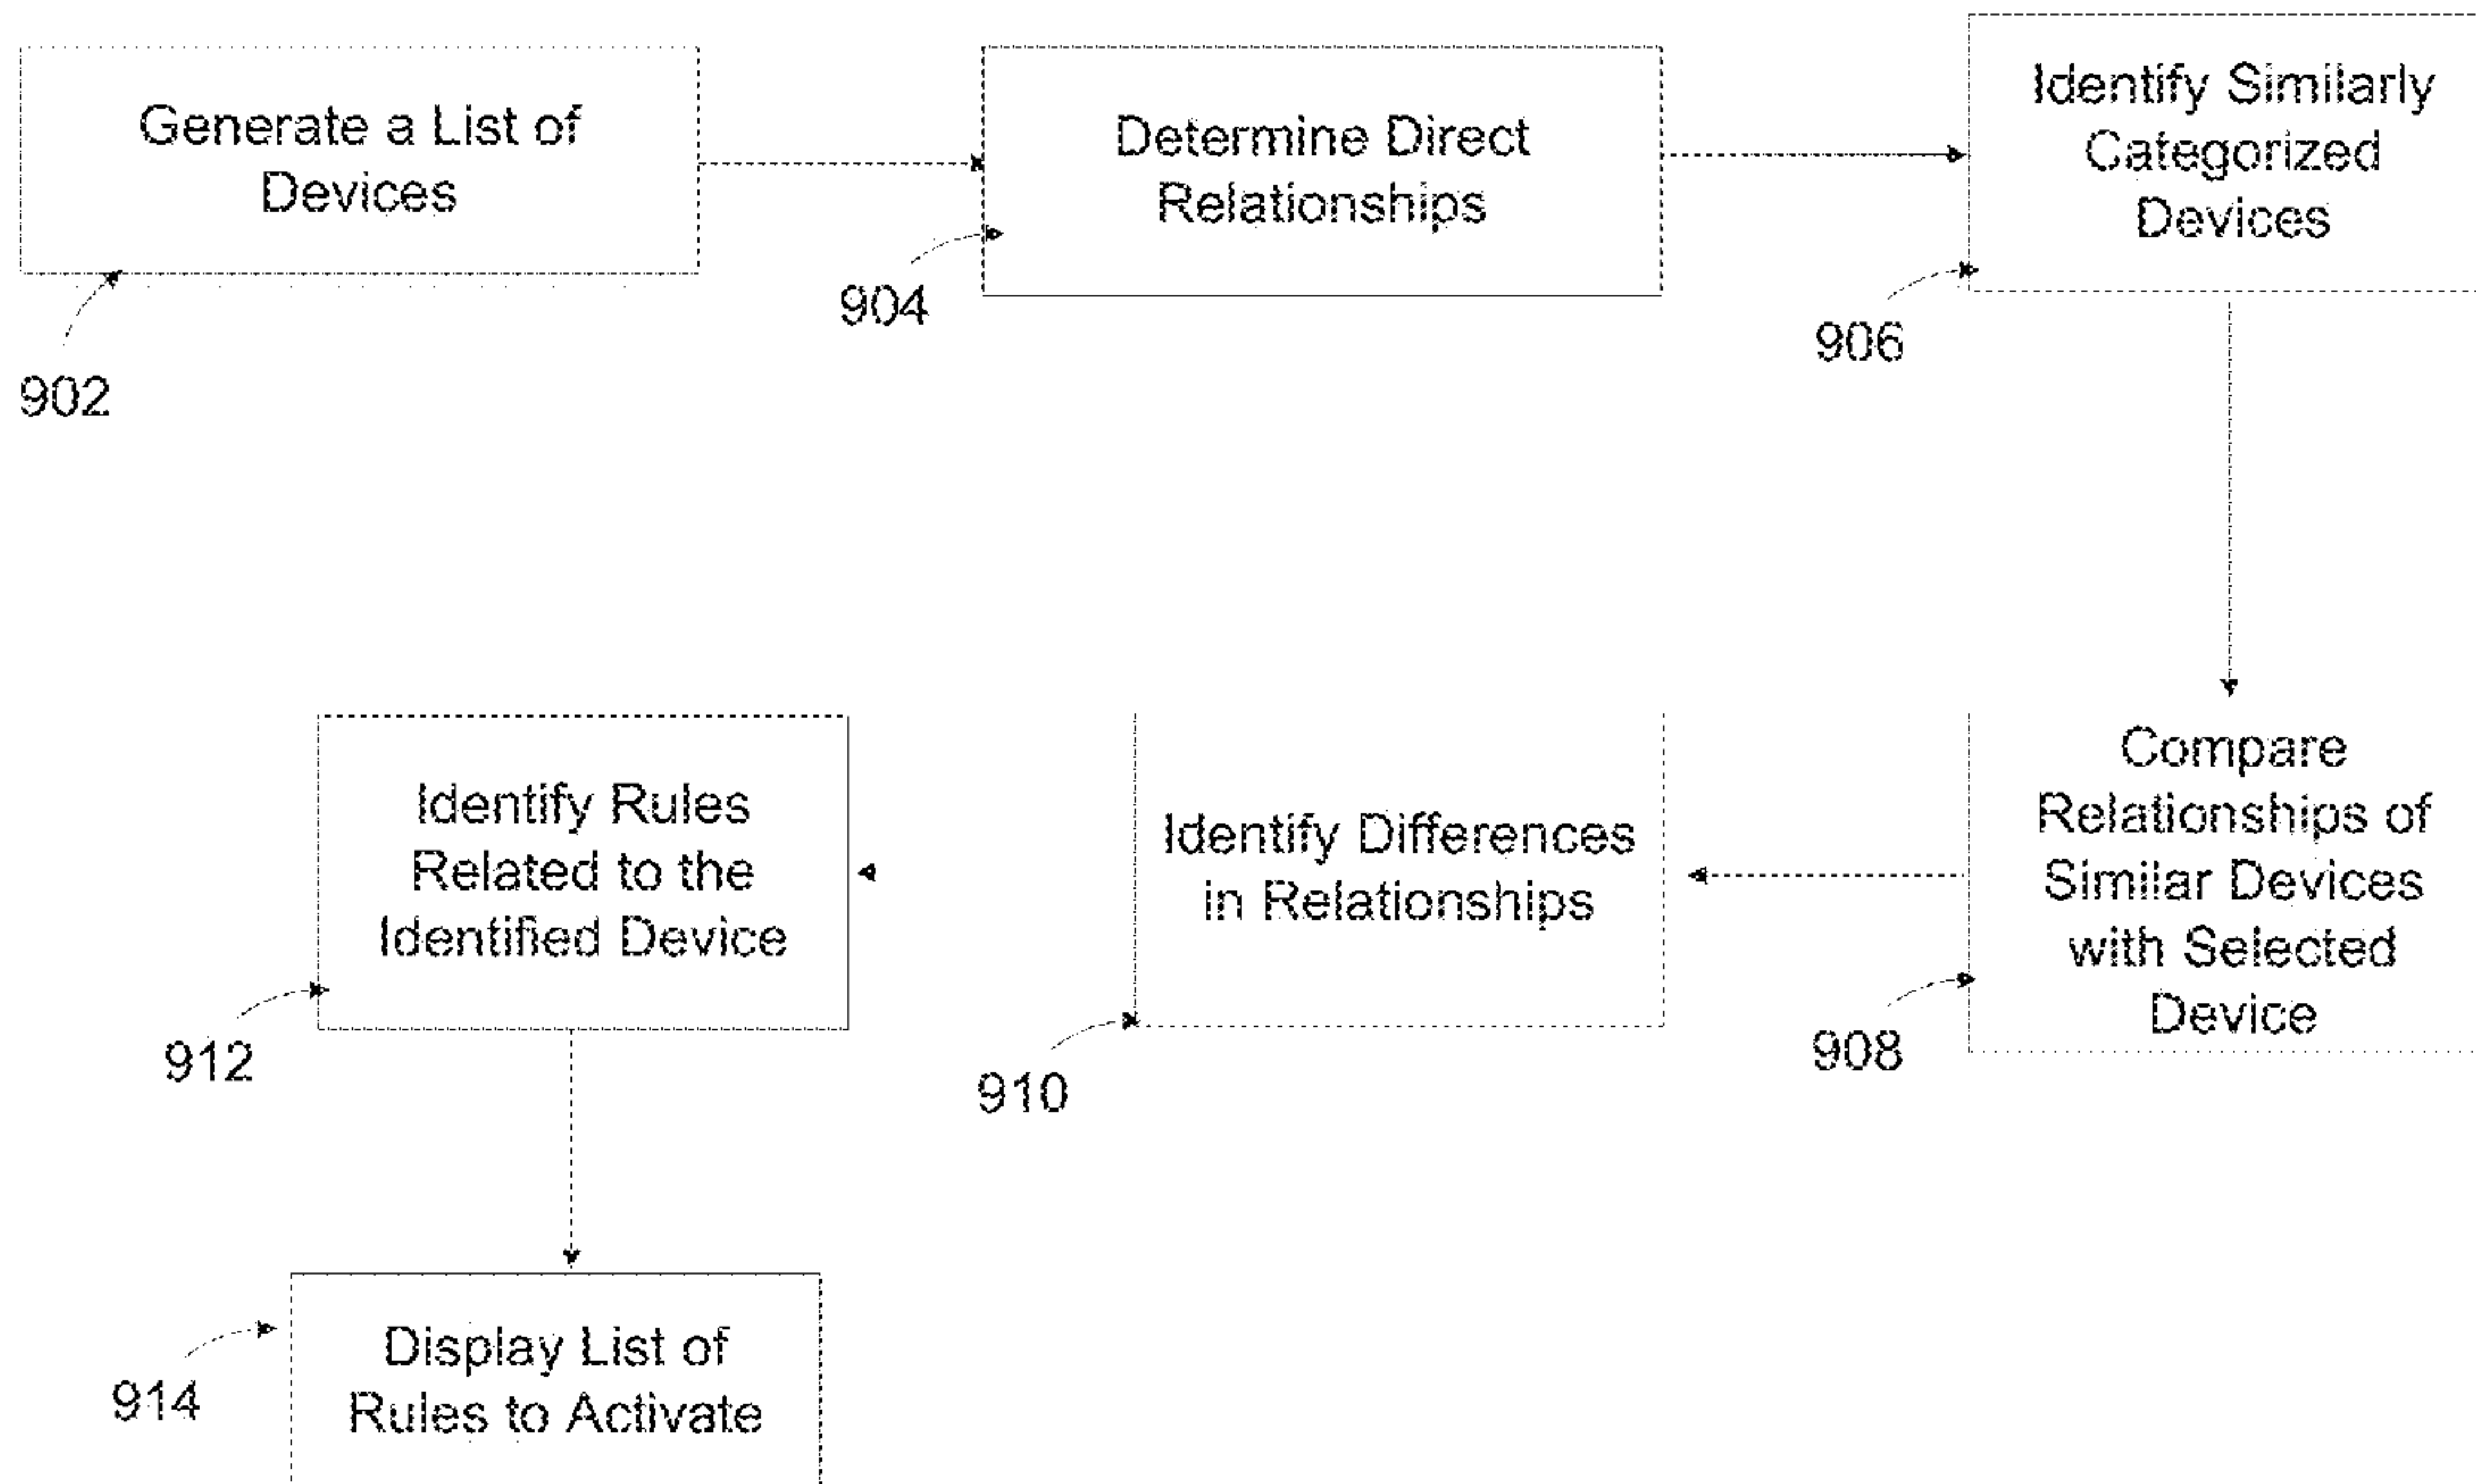 Generate a List of
Devices
902
Determine Direct
Relationships
904
Identify Similarly
Categorized
Devices
906
Compare
Relationships of
Similar Devices
with Selected
Device
908
Identify Differences
in Relationships
910
Identify Rules
Related to the
Identified Device
912
Display List of
Rules to Activate
914